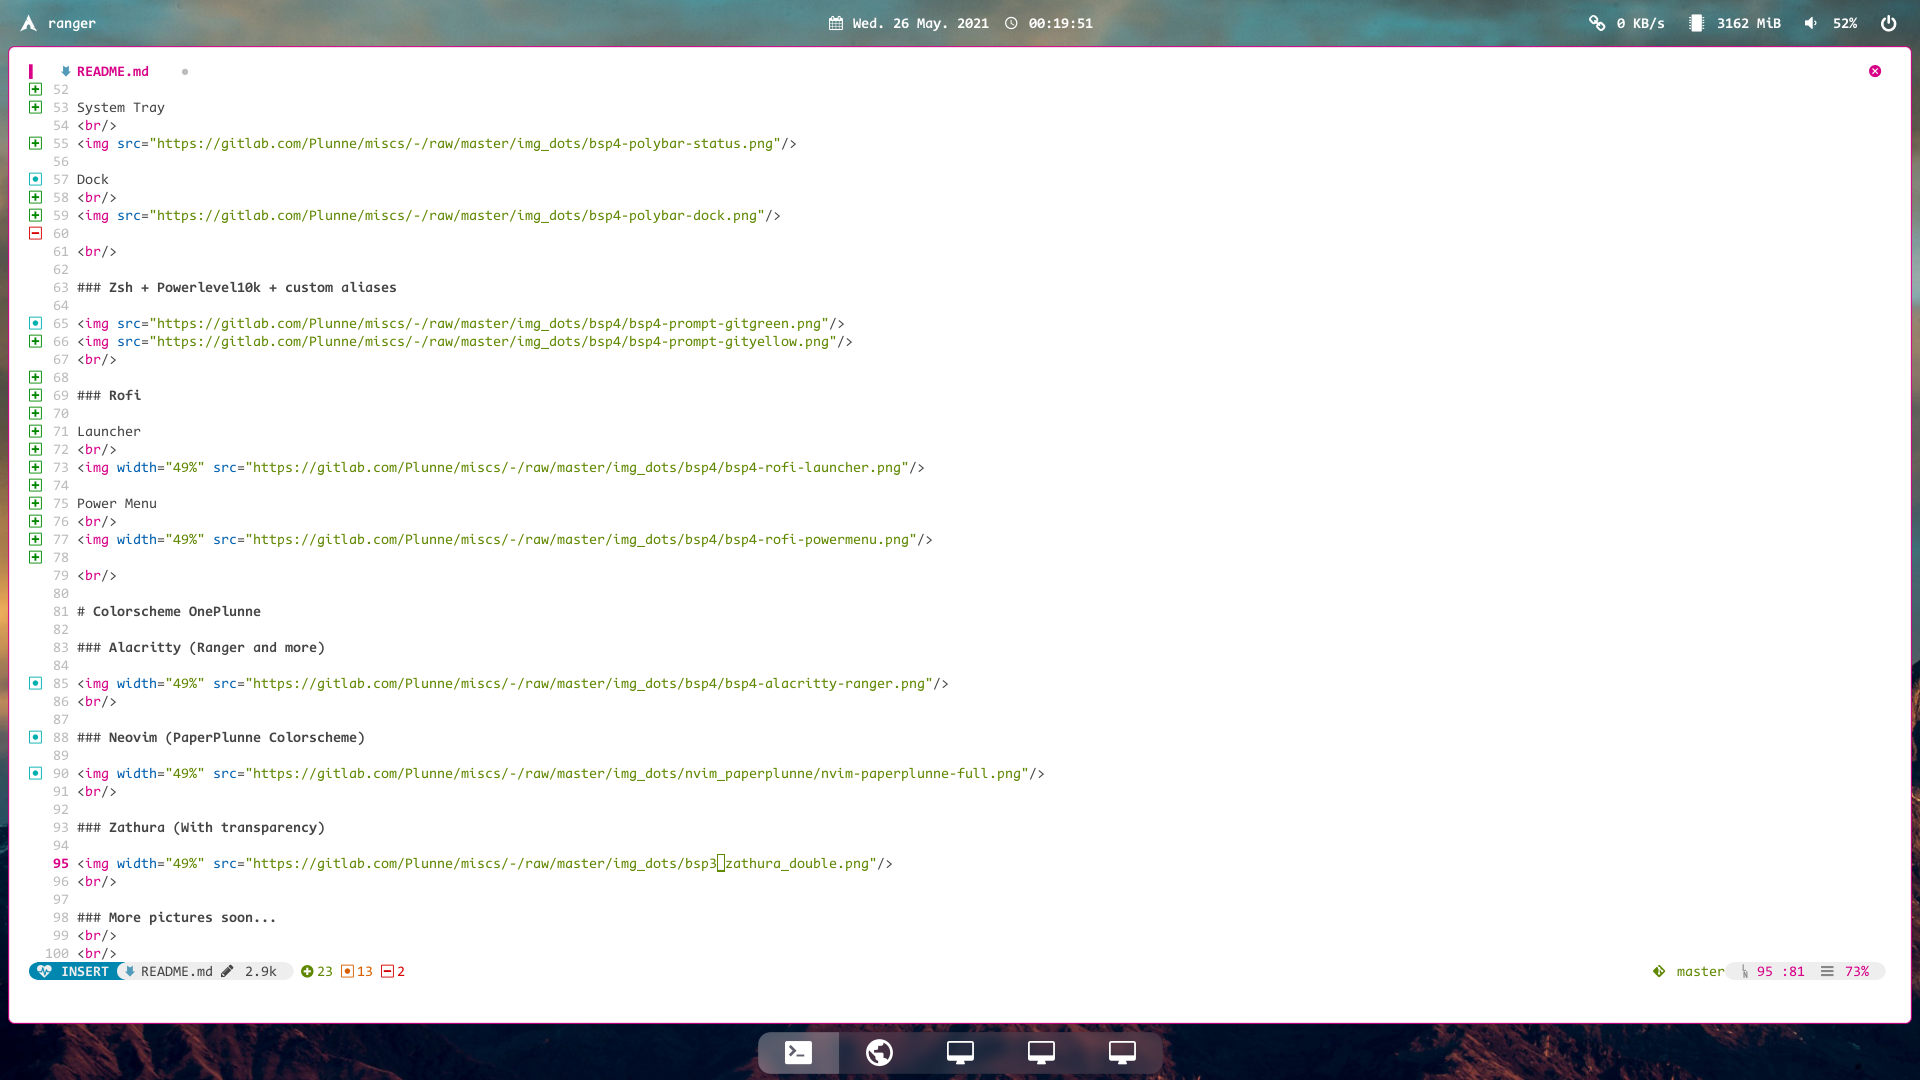 ranger
Wed. 26 May. 2021 00:19:51
0 KB/s 3162 MiB 52%
README.md
52
53 System Tray
54 <br/>
55 <img src="https://gitlab.com/Plunne/miscs/-/raw/master/img_dots/bsp4-polybar-status.png"/>
56
57 Dock
58 <br/>
59 <img src="https://gitlab.com/Plunne/miscs/-/raw/master/img_dots/bsp4-polybar-dock.png"/>
60
61 <br/>
62
63 ### Zsh + Powerlevel10k + custom aliases
64
65 <img src="https://gitlab.com/Plunne/miscs/-/raw/master/img_dots/bsp4/bsp4-prompt-gitgreen.png"/>
66 <img src="https://gitlab.com/Plunne/miscs/-/raw/master/img_dots/bsp4/bsp4-prompt-gityellow.png"/>
67 <br/>
68
69 ### Rofi
70
71 Launcher
72 <br/>
73 <img width="49%" src="https://gitlab.com/Plunne/miscs/-/raw/master/img_dots/bsp4/bsp4-rofi-launcher.png"/>
74
75 Power Menu
76 <br/>
77 <img width="49%" src="https://gitlab.com/Plunne/miscs/-/raw/master/img_dots/bsp4/bsp4-rofi-powermenu.png"/>
78
79 <br/>
80
81 # Colorscheme OnePlunne
82
83 ### Alacritty (Ranger and more)
84
85 <img width="49%" src="https://gitlab.com/Plunne/miscs/-/raw/master/img_dots/bsp4/bsp4-alacritty-ranger.png"/>
86 <br/>
87
88 ### Neovim (PaperPlunne Colorscheme)
89
90 <img width="49%" src="https://gitlab.com/Plunne/miscs/-/raw/master/img_dots/nvim_paperplunne/nvim-paperplunne-full.png"/>
91 <br/>
92
93 ### Zathura (With transparency)
94
95 <img width="49%" src="https://gitlab.com/Plunne/miscs/-/raw/master/img_dots/bsp3_zathura_double.png"/>
96 <br/>
97
98 ### More pictures soon...
99 <br/>
100 <br/>
INSERT README.md 2.9k 23 13 2 master 95 :81 73%